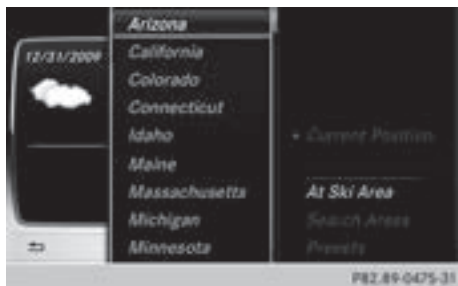 12/31/2009
Arizona
California
Colorado
Connecticut
Idaho
Maine
Massachusetts
Michigan
Minnesota
Current Position
At Ski Area
Search Areas
Presets
P82.89-0475-31